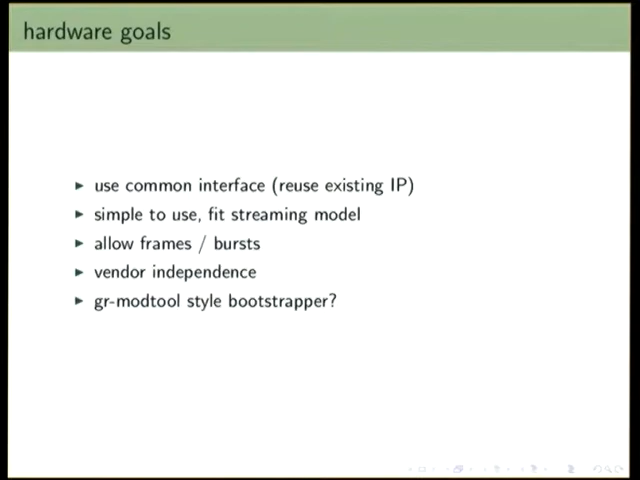 hardware goals
use common interface (reuse existing IP)
simple to use, fit streaming model
allow frames / bursts
vendor independence
gr-modtool style bootstrapper?